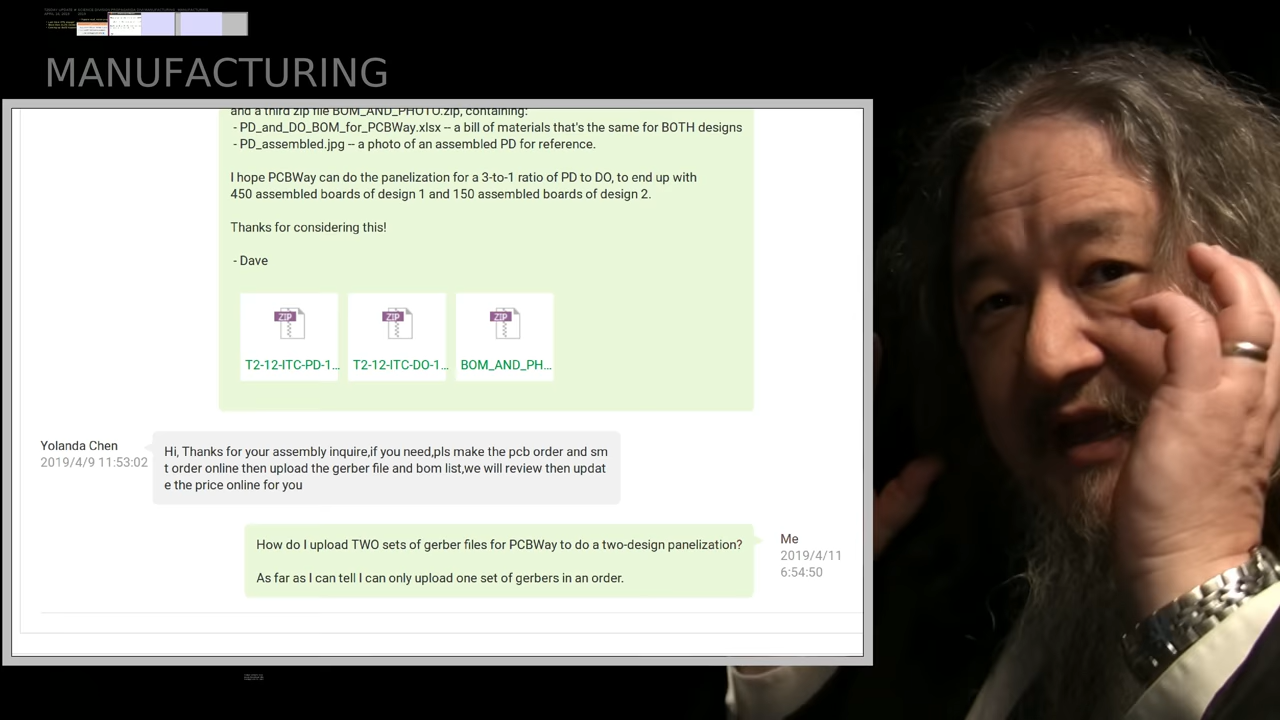 MANUFACTURING
and a third zip file BOM_AND_PHOTO.zip, containing:
- PD_and_DO_BOM_for_PCBWay.xlsx -- a bill of materials that's the same for BOTH designs
- PD_assembled.jpg -- a photo of an assembled PD for reference.
I hope PCBWay can do the panelization for a 3-to-1 ratio of PD to DO, to end up with
450 assembled boards of design 1 and 150 assembled boards of design 2.
Thanks for considering this!
- Dave
ZIP ZIP ZIP
T2-12-ITC-PD-1... T2-12-ITC-DO-1... BOM_AND_PH...
Yolanda Chen
2019/4/9 11:53:02
Hi, Thanks for your assembly inquire,if you need,pls make the pcb order and sm
t order online then upload the gerber file and bom list,we will review then updat
e the price online for you
How do I upload TWO sets of gerber files for PCBWay to do a two-design panelization?
As far as I can tell I can only upload one set of gerbers in an order.
Me
2019/4/11
6:54:50